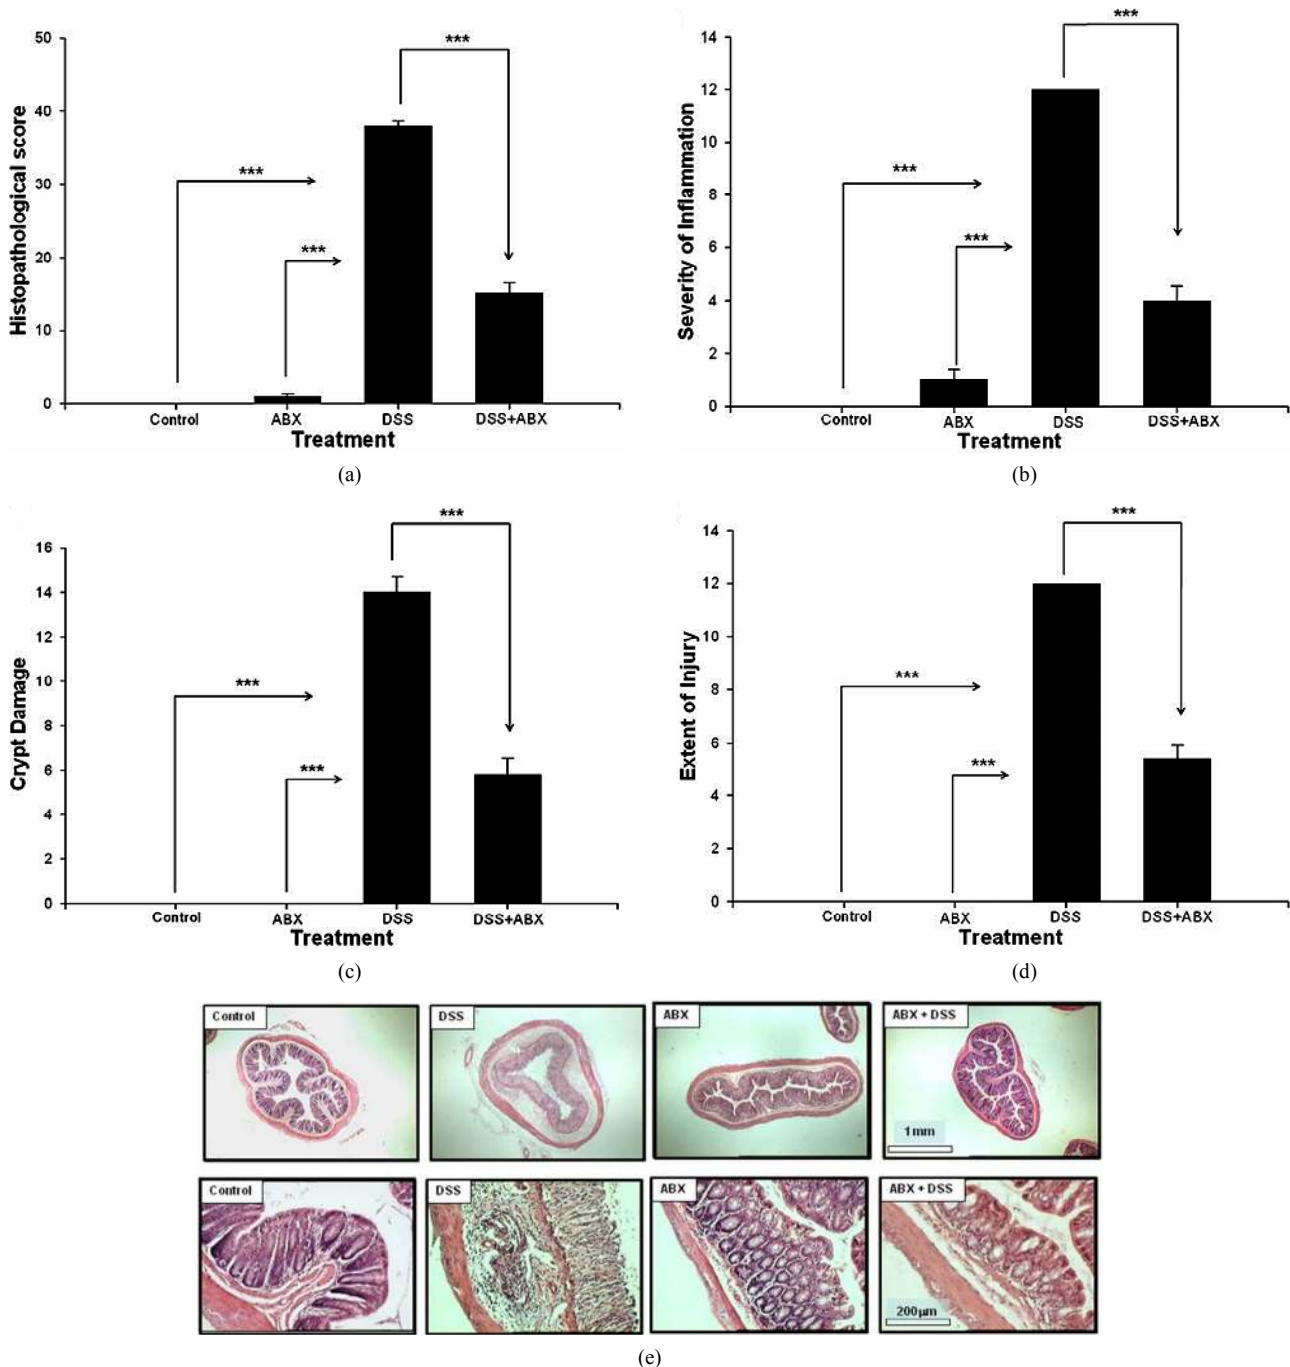 50
40
30
20
10
0
Histopathological score
***
***
***
Control ABX DSS DSS+ABX
Treatment
(a)
14
12
10
8
6
4
2
0
Severity of Inflammation
***
***
***
Control ABX DSS DSS+ABX
Treatment
(b)
16
14
12
10
8
6
4
2
0
Crypt Damage
***
***
***
Control ABX DSS DSS+ABX
Treatment
(c)
14
12
10
8
6
4
2
0
Extent of Injury
***
***
***
Control ABX DSS DSS+ABX
Treatment
(d)
Control DSS ABX ABX + DSS
1mm
Control DSS ABX ABX + DSS
200µm
(e)